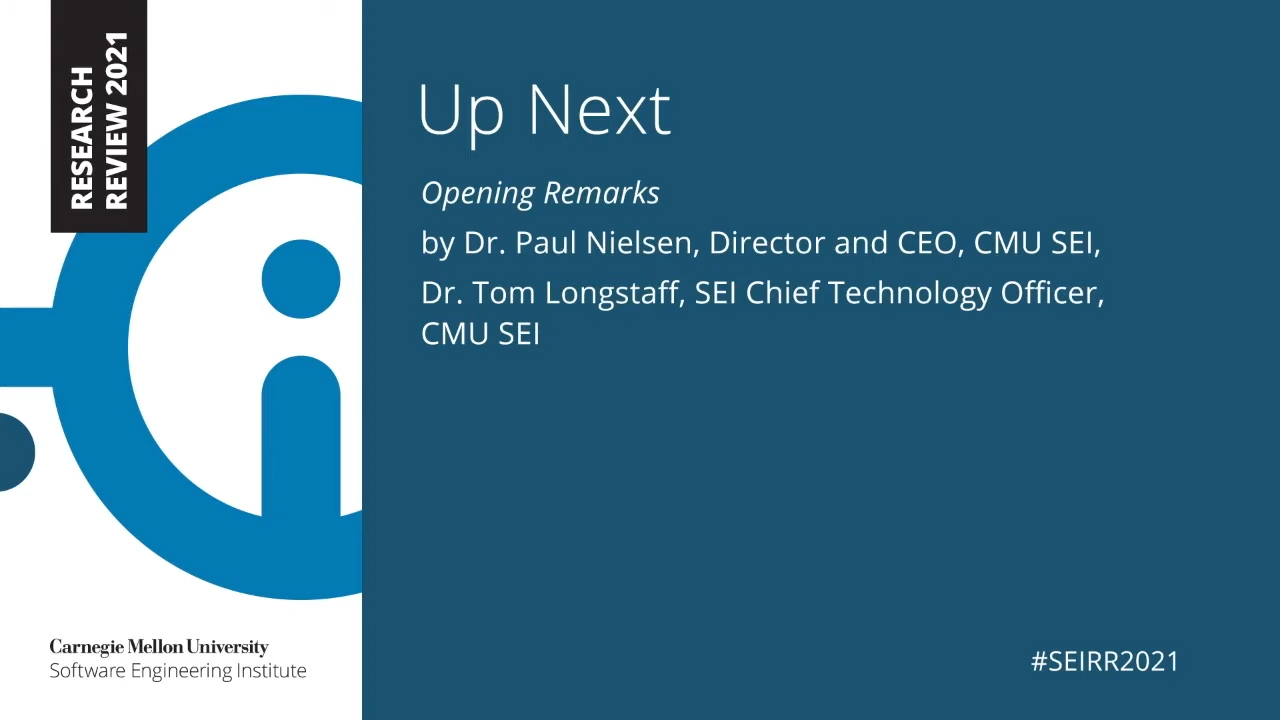 RESEARCH
REVIEW 2021
Up Next
Opening Remarks
by Dr. Paul Nielsen, Director and CEO, CMU SEI,
Dr. Tom Longstaff, SEI Chief Technology Officer,
CMU SEI
Carnegie Mellon University
Software Engineering Institute
#SEIRR2021